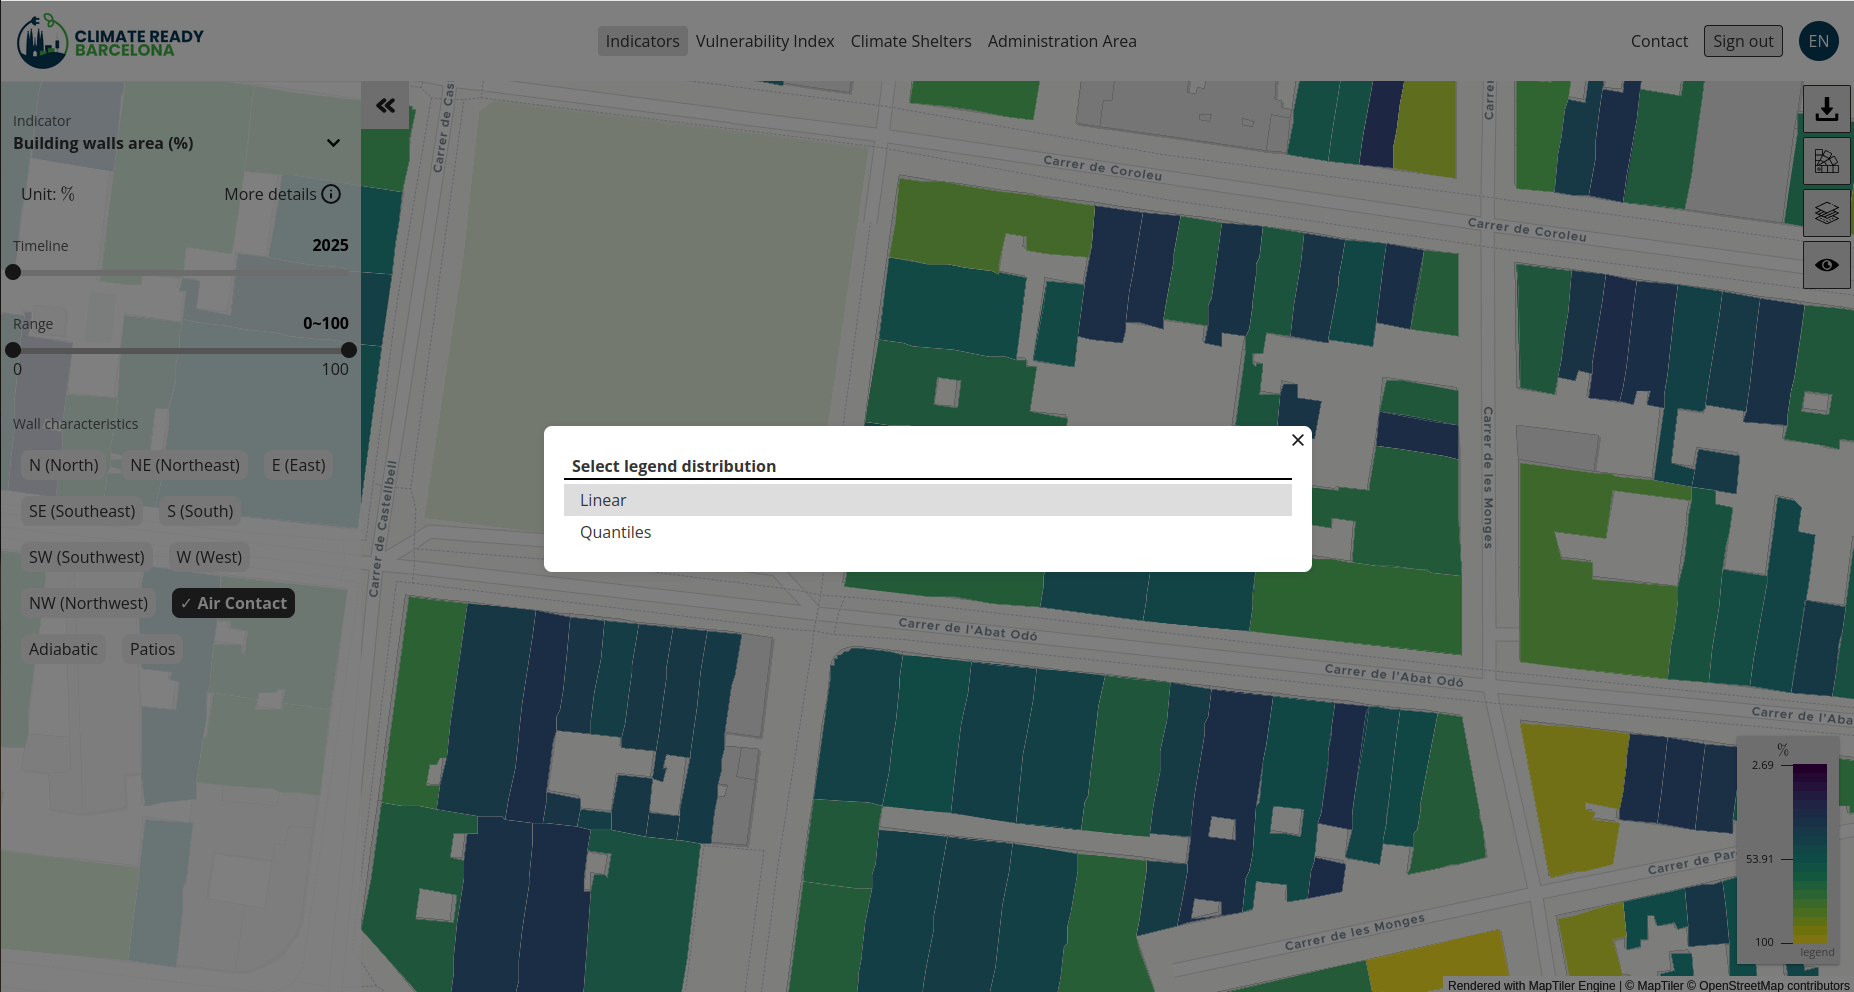 CLIMATE READY
BARCELONA
Indicators
Vulnerability Index
Climate Shelters
Administration Area
Contact
Sign out
EN
Indicator
Building walls area (%)
Unit: %
More details
Timeline
2025
Range
0~100
0
100
Wall characteristics
N (North)
NE (Northeast)
E (East)
SE (Southeast)
S (South)
SW (Southwest)
W (West)
NW (Northwest)
✓ Air Contact
Adiabatic
Patios
Select legend distribution
Linear
Quantiles
Carrer de Cas
Carrer de Castellbell
Carrer de Coroleu
Carrer de Coroleu
Carrer
Carrer de les Monges
Carrer de l'Abat Odó
Carrer de l'Abat Odó
Carrer de l'Aba
Carrer de Par
Carrer de les Monges
%
2.69
53.91
100
legend
Rendered with MapTiler Engine | © MapTiler © OpenStreetMap contributors